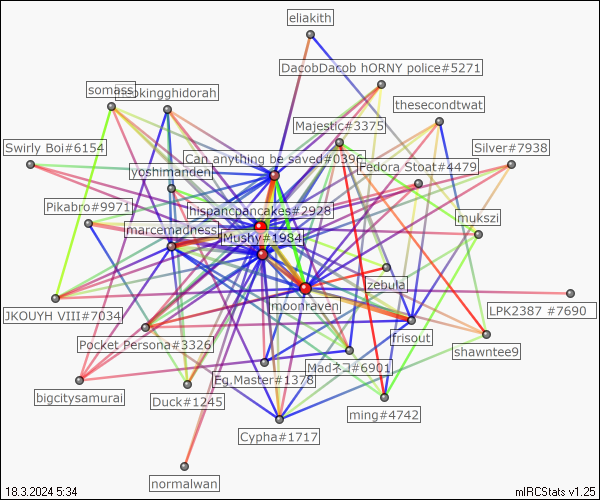 eliakith
DacobDacob hORNY police#5271
somass
bokingghidorah
thesecondtwat
Majestic#3375
Swirly Boi#6154
Can anything be saved#0396
Silver#7938
yoshimanden
Fedora Stoat#4479
Pikabro#9971
hispancpancakes#2928
mukszi
marcemadness
Mushy#1984
zebula
moonraven
JKOUYH VIII#7034
LPK2387 #7690
Pocket Persona#3326
frisout
shawntee9
Madネコ#6901
bigcitysamurai
Eg.Master#1378
Duck#1245
ming#4742
Cypha#1717
normalwan
18.3.2024 5:34
mIRCStats v1.25